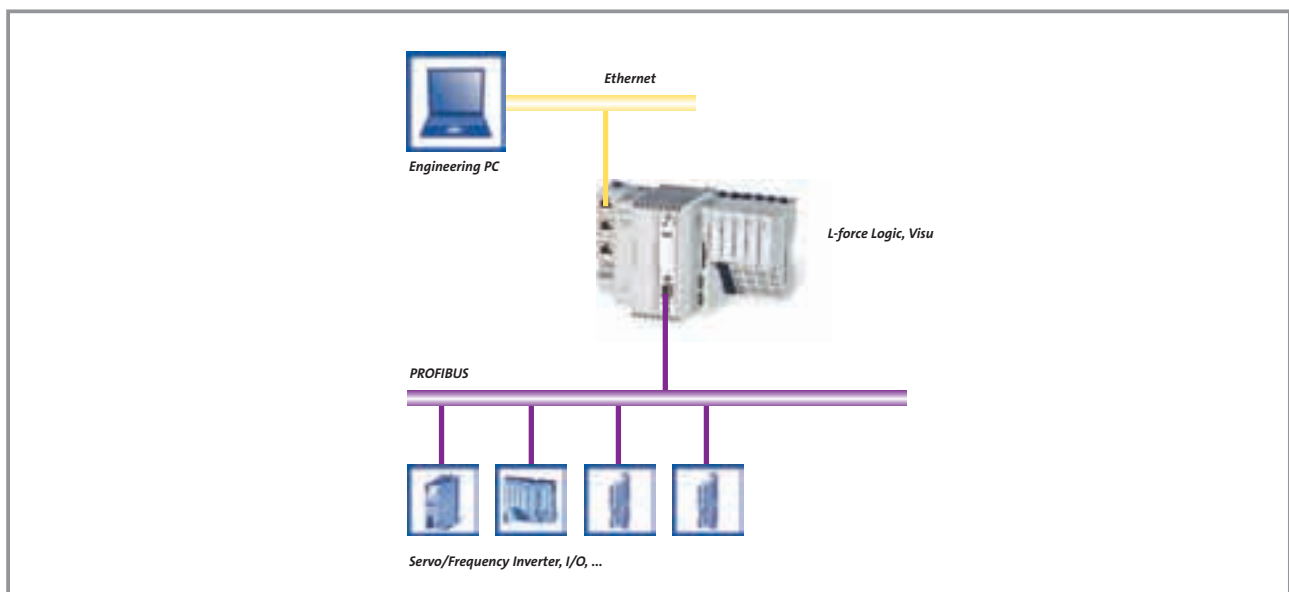 Ethernet
Engineering PC
L-force Logic, Visu
PROFIBUS
Servo/Frequency Inverter, I/O, ...